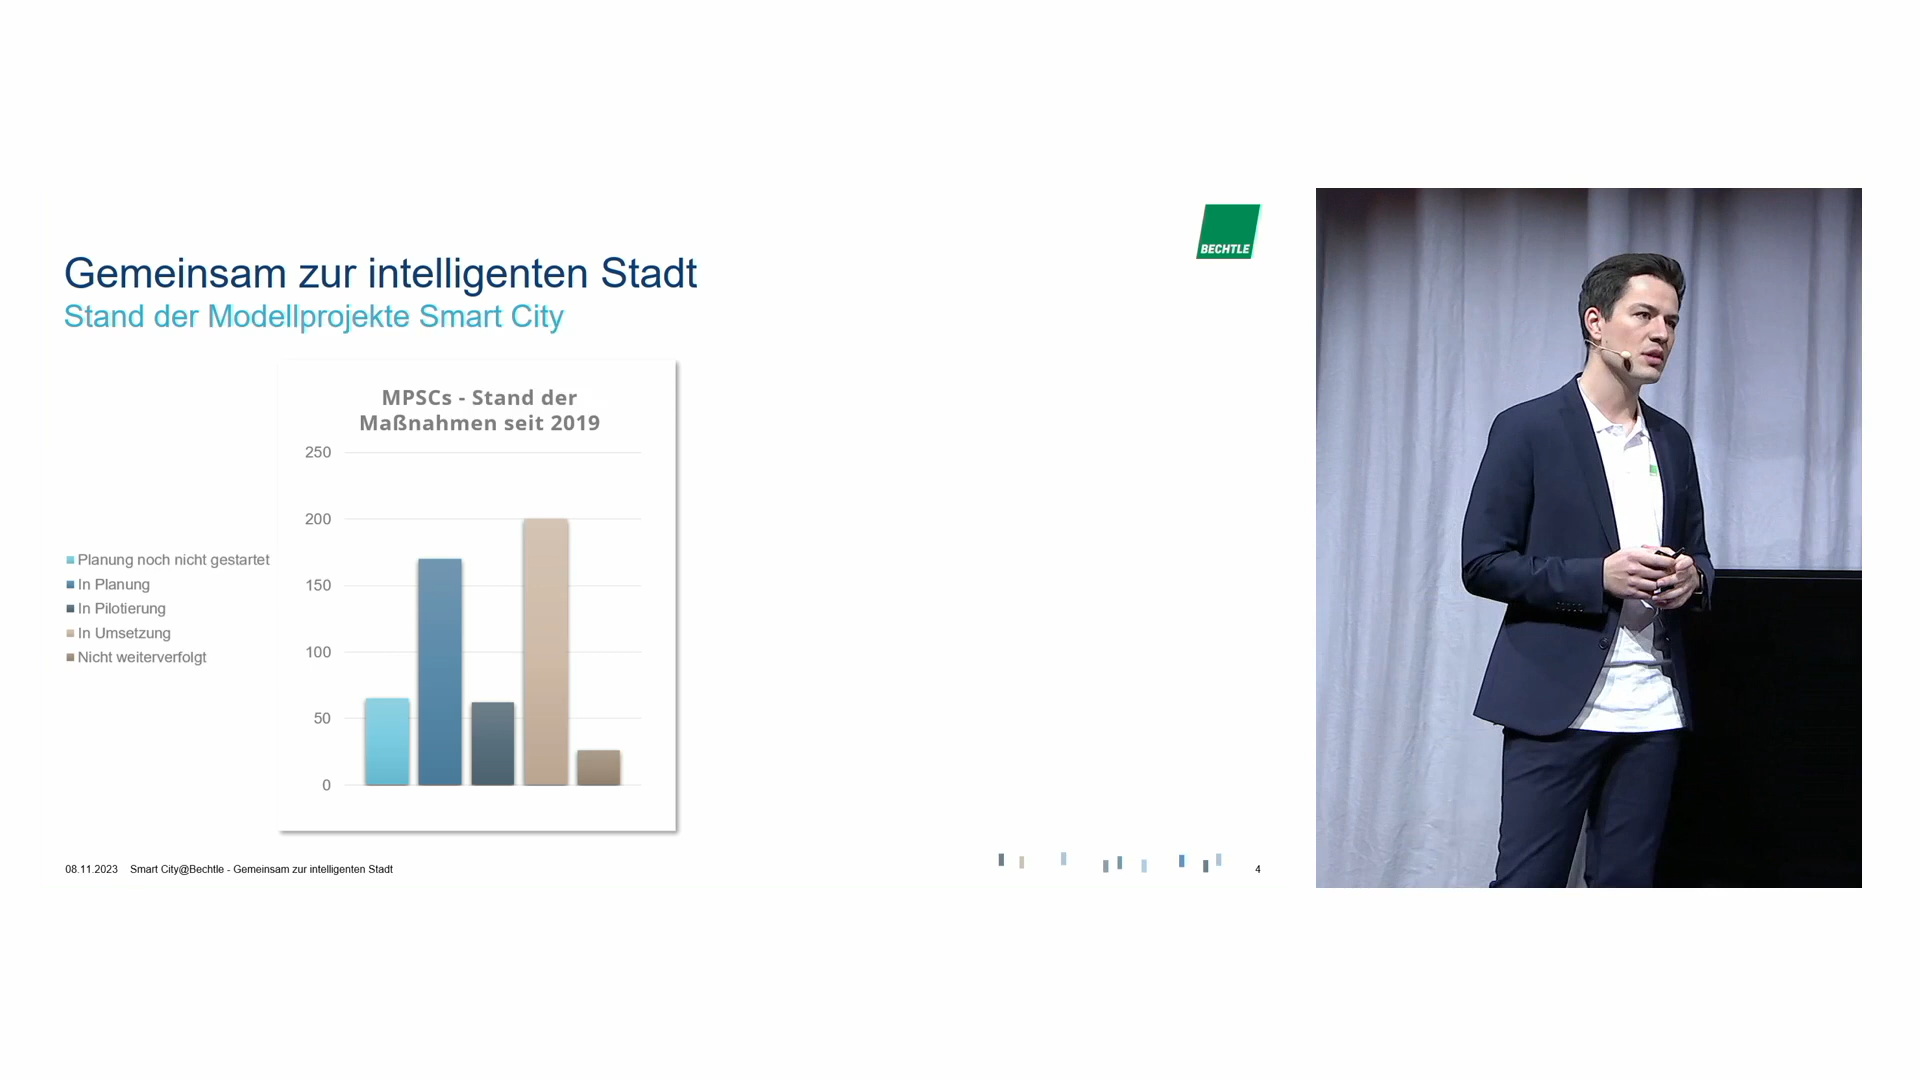 BECHTLE
Gemeinsam zur intelligenten Stadt
Stand der Modellprojekte Smart City
MPSCs - Stand der
Maßnahmen seit 2019
250
200
150
100
50
0
Planung noch nicht gestartet
In Planung
In Pilotierung
In Umsetzung
Nicht weiterverfolgt
08.11.2023 Smart City@Bechtle - Gemeinsam zur intelligenten Stadt
4